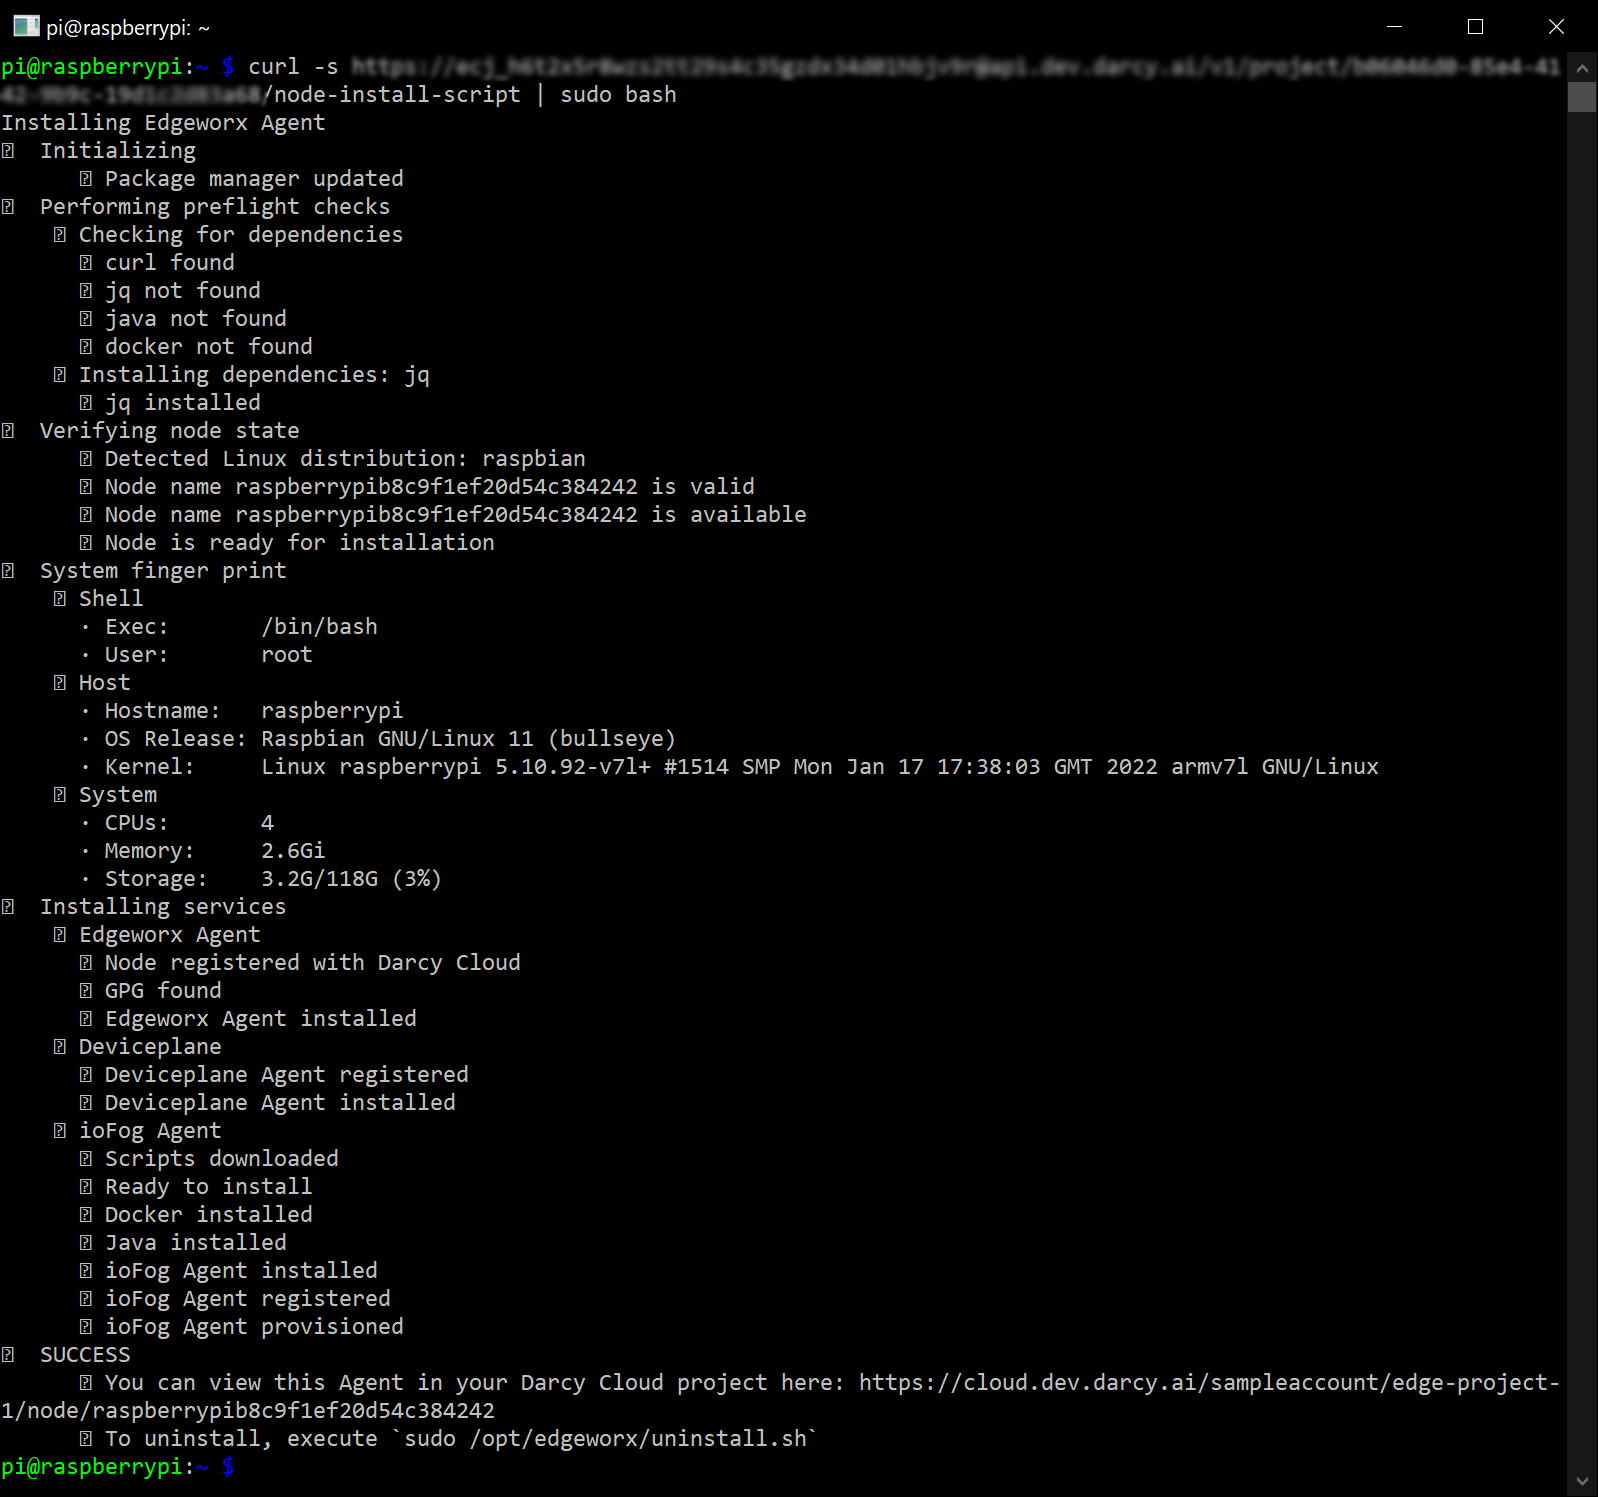 pi@raspberrypi: ~
pi@raspberrypi:~ $ curl -s
/node-install-script | sudo bash
Installing Edgeworx Agent
Initializing
Package manager updated
Performing preflight checks
Checking for dependencies
curl found
jq not found
java not found
docker not found
Installing dependencies: jq
jq installed
Verifying node state
Detected Linux distribution: raspbian
Node name raspberrypib8c9f1ef20d54c384242 is valid
Node name raspberrypib8c9f1ef20d54c384242 is available
Node is ready for installation
System finger print
Shell
· Exec: /bin/bash
· User: root
Host
· Hostname: raspberrypi
· OS Release: Raspbian GNU/Linux 11 (bullseye)
· Kernel: Linux raspberrypi 5.10.92-v7l+ #1514 SMP Mon Jan 17 17:38:03 GMT 2022 armv7l GNU/Linux
System
· CPUs: 4
· Memory: 2.6Gi
· Storage: 3.2G/118G (3%)
Installing services
Edgeworx Agent
Node registered with Darcy Cloud
GPG found
Edgeworx Agent installed
Deviceplane
Deviceplane Agent registered
Deviceplane Agent installed
ioFog Agent
Scripts downloaded
Ready to install
Docker installed
Java installed
ioFog Agent installed
ioFog Agent registered
ioFog Agent provisioned
SUCCESS
You can view this Agent in your Darcy Cloud project here: https://cloud.dev.darcy.ai/sampleaccount/edge-project-
1/node/raspberrypib8c9f1ef20d54c384242
To uninstall, execute `sudo /opt/edgeworx/uninstall.sh`
pi@raspberrypi:~ $